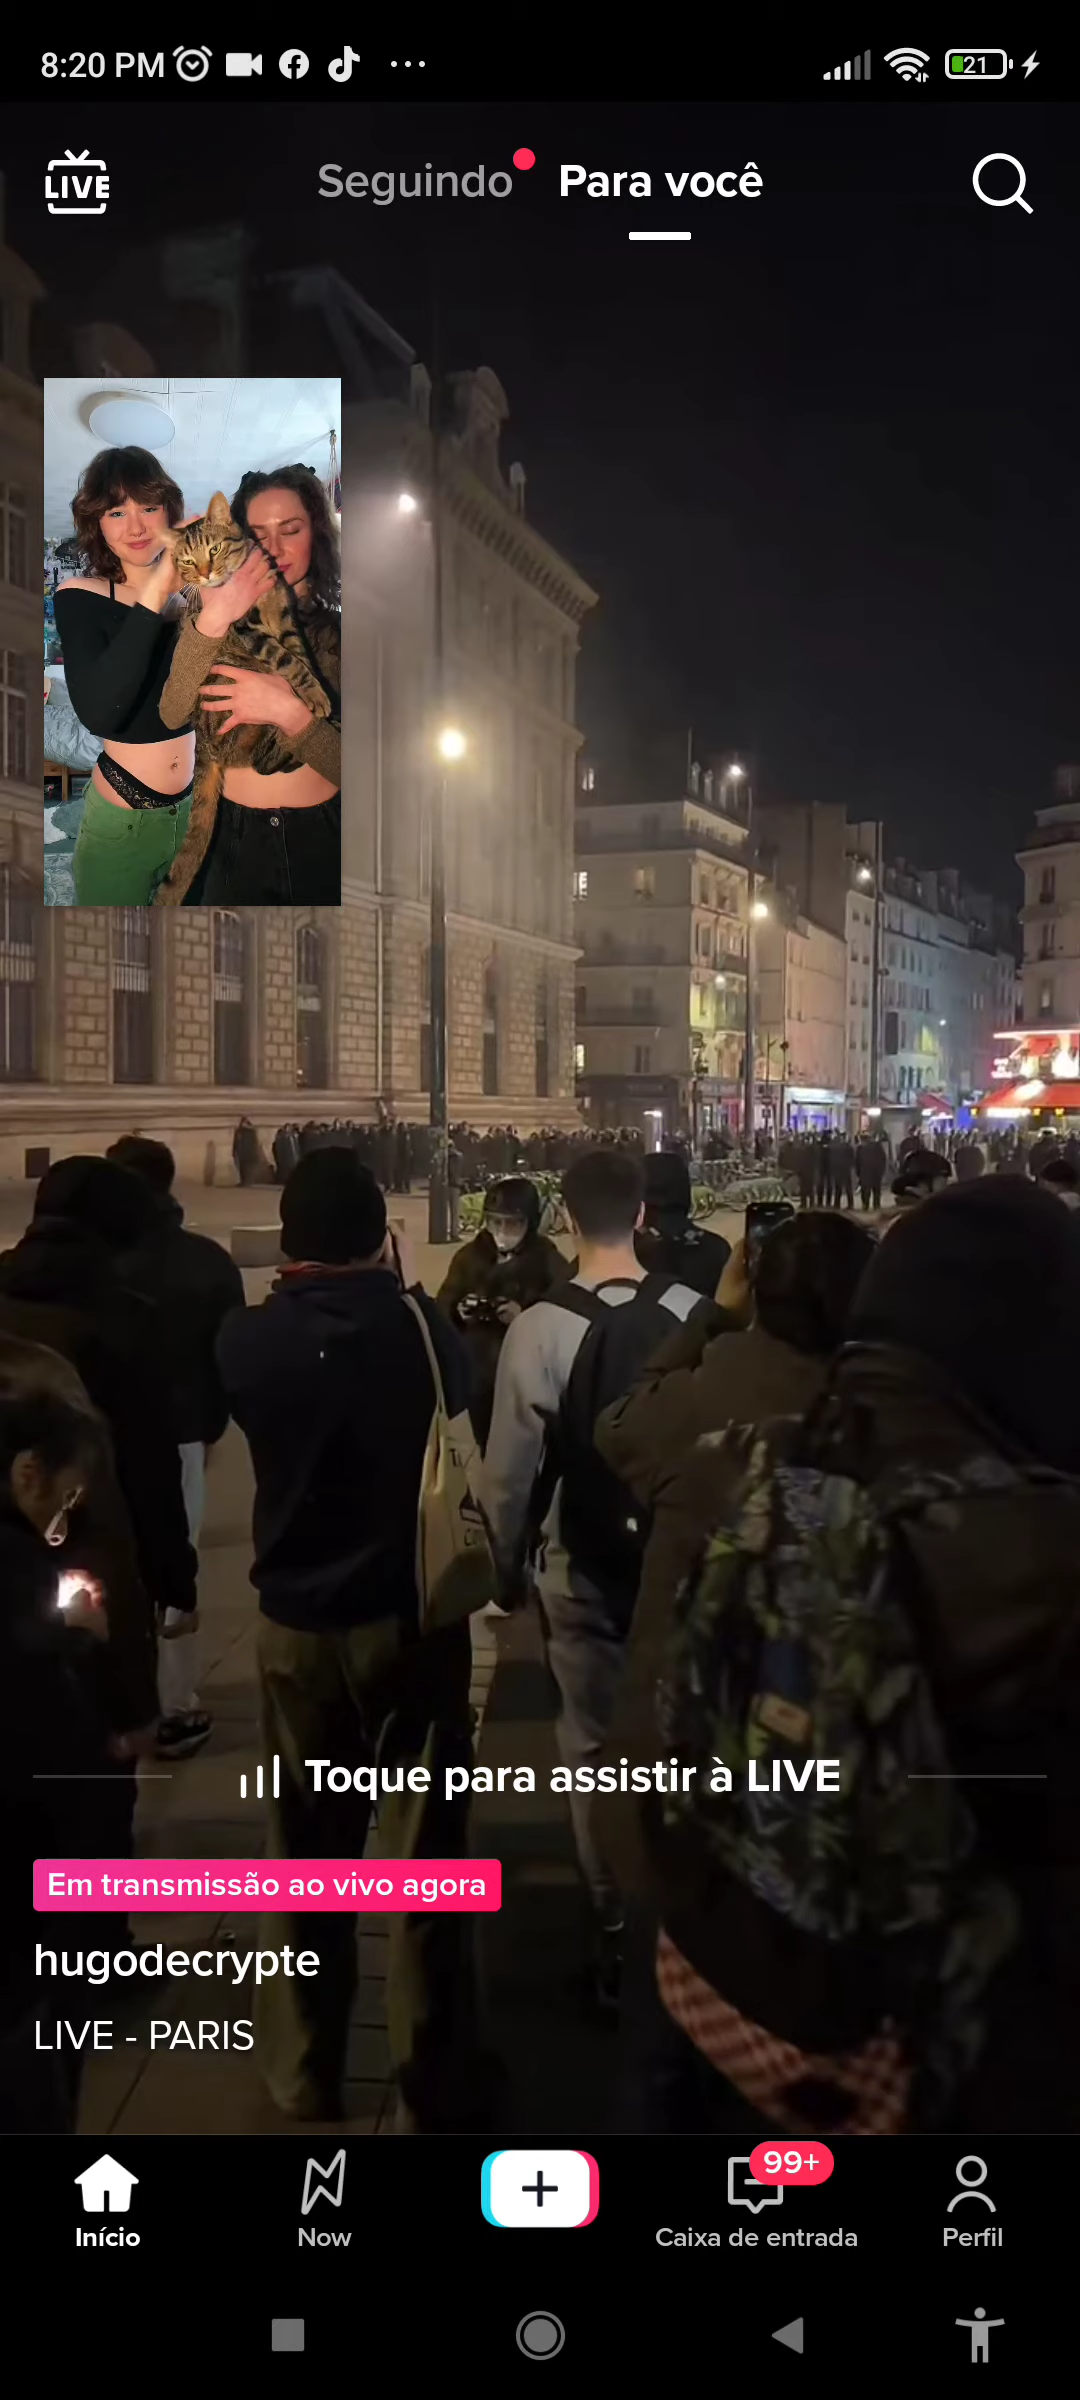 8:20 PM
21
LIVE
Seguindo
Para você
Toque para assistir à LIVE
Em transmissão ao vivo agora
hugodecrypte
LIVE - PARIS
99+
Início
Now
Caixa de entrada
Perfil